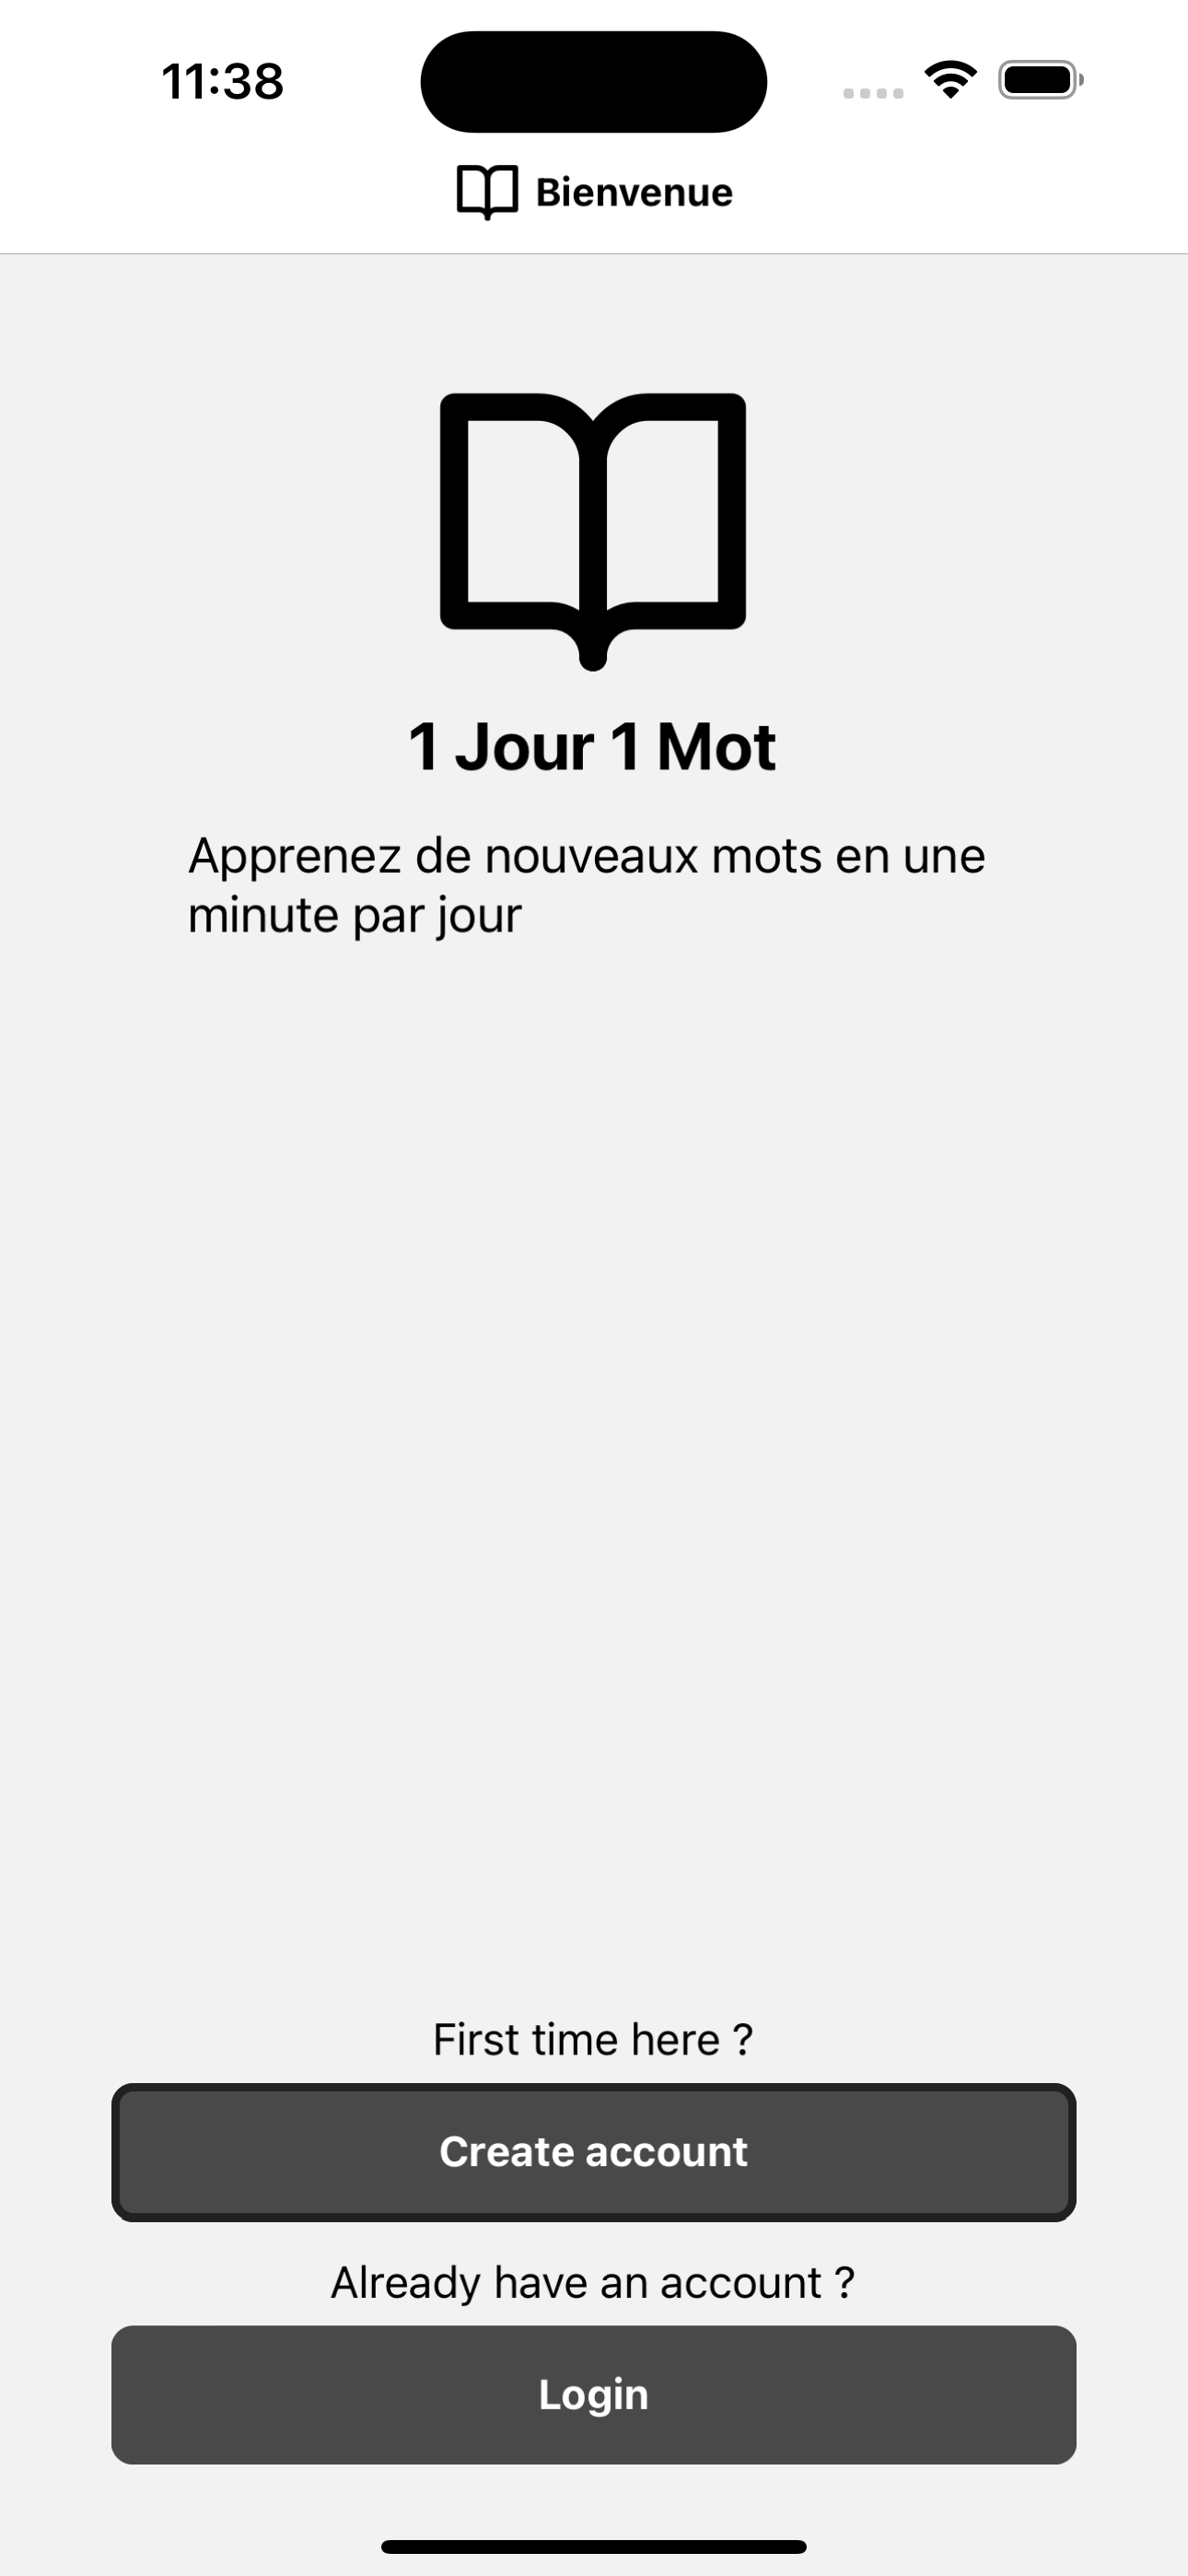 11:38
Bienvenue
1 Jour 1 Mot
Apprenez de nouveaux mots en une
minute par jour
First time here ?
Create account
Already have an account ?
Login